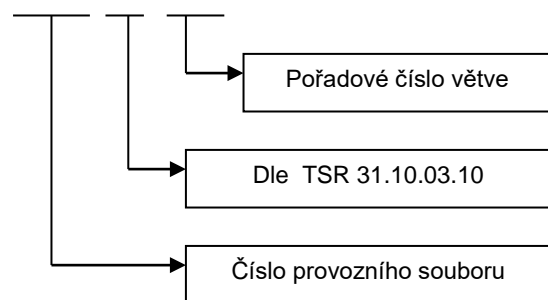 Pořadové číslo větve
Dle TSR 31.10.03.10
Číslo provozního souboru